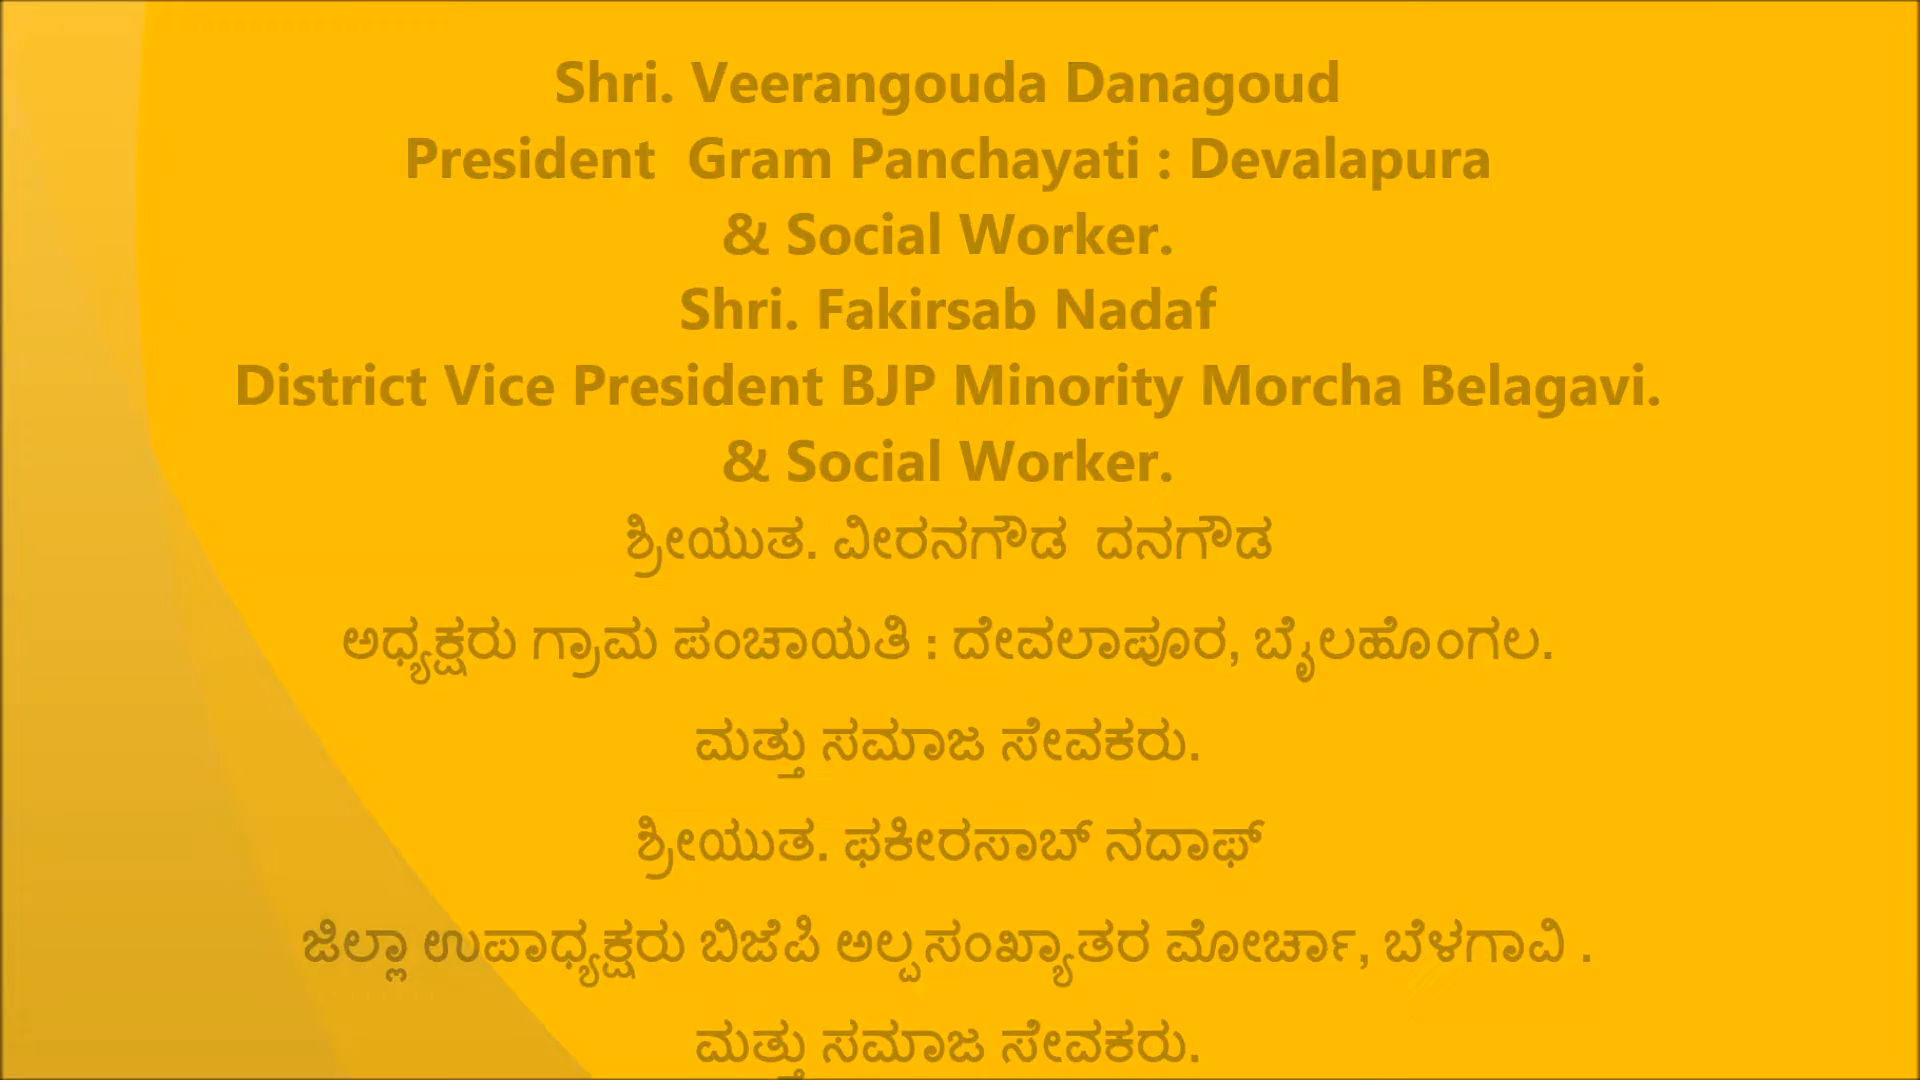 Shri. Veerangouda Danagoud
President Gram Panchayati : Devalapura
& Social Worker.
Shri. Fakirsab Nadaf
District Vice President BJP Minority Morcha Belagavi.
& Social Worker.
ಶ್ರೀಯುತ. ವೀರನಗೌಡ ದನಗೌಡ
ಅಧ್ಯಕ್ಷರು ಗ್ರಾಮ ಪಂಚಾಯತಿ : ದೇವಲಾಪೂರ, ಬೈಲಹೊಂಗಲ.
ಮತ್ತು ಸಮಾಜ ಸೇವಕರು.
ಶ್ರೀಯುತ. ಫಕೀರಸಾಬ್ ನದಾಫ್
ಜಿಲ್ಲಾ ಉಪಾಧ್ಯಕ್ಷರು ಬಿಜೆಪಿ ಅಲ್ಪಸಂಖ್ಯಾತರ ಮೋರ್ಚಾ, ಬೆಳಗಾವಿ .
ಮತ್ತು ಸಮಾಜ ಸೇವಕರು.